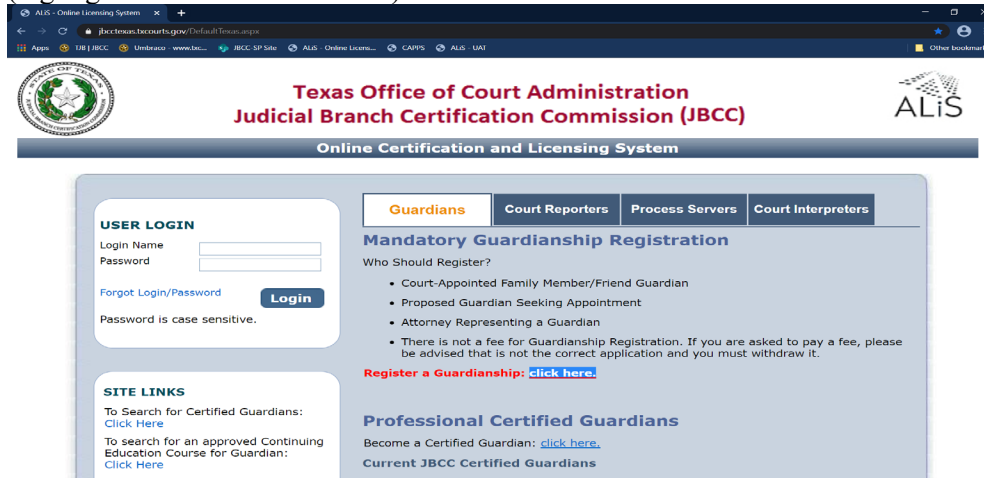 ALiS - Online Licensing System
jbcctexas.txcourts.gov/DefaultTexas.aspx
Apps TJB | JBCC Umbraco - www.txc... JBCC-SP Site ALiS - Online Licens... CAPPS ALiS - UAT Other bookmark
Texas Office of Court Administration
Judicial Branch Certification Commission (JBCC)
ALiS
Online Certification and Licensing System
USER LOGIN
Login Name
Password
Forgot Login/Password Login
Password is case sensitive.
SITE LINKS
To Search for Certified Guardians:
Click Here
To search for an approved Continuing
Education Course for Guardian:
Click Here
Guardians Court Reporters Process Servers Court Interpreters
Mandatory Guardianship Registration
Who Should Register?
• Court-Appointed Family Member/Friend Guardian
• Proposed Guardian Seeking Appointment
• Attorney Representing a Guardian
• There is not a fee for Guardianship Registration. If you are asked to pay a fee, please
be advised that is not the correct application and you must withdraw it.
Register a Guardianship: click here.
Professional Certified Guardians
Become a Certified Guardian: click here.
Current JBCC Certified Guardians